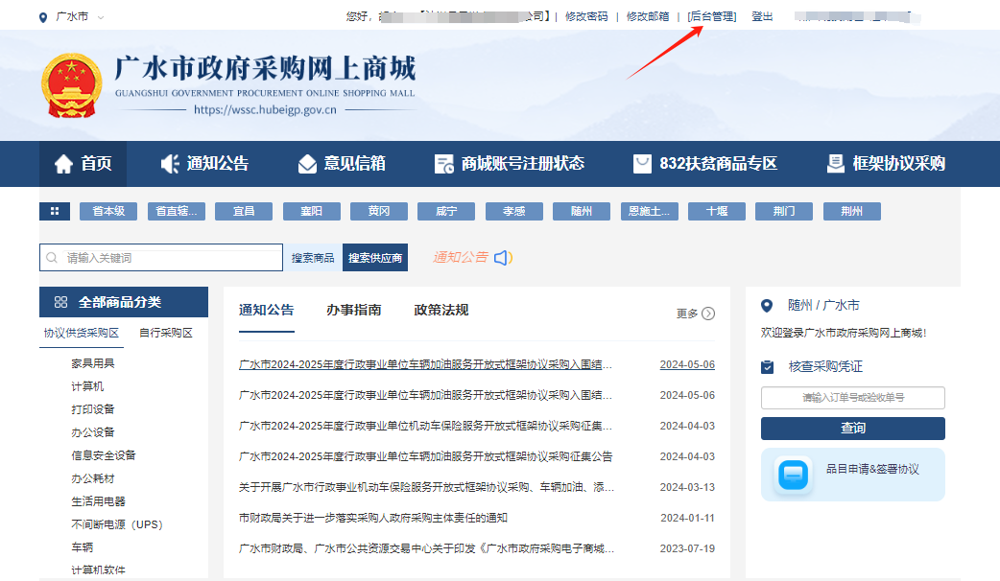 广水市
您好， 公司】| 修改密码 | 修改邮箱 | [后台管理] 登出
广水市政府采购网上商城
GUANGSHUI GOVERNMENT PROCUREMENT ONLINE SHOPPING MALL
https://wssc.hubeigp.gov.cn
首页 通知公告 意见信箱 商城账号注册状态 832扶贫商品专区 框架协议采购
省本级 省直辖... 宜昌 襄阳 黄冈 咸宁 孝感 随州 恩施土... 十堰 荆门 荆州
请输入关键词 搜索商品 搜索供应商 通知公告
全部商品分类
协议供货采购区 自行采购区
家具用具
计算机
打印设备
办公设备
信息安全设备
办公耗材
生活用电器
不间断电源（UPS）
车辆
计算机软件
通知公告 办事指南 政策法规 更多
广水市2024-2025年度行政事业单位车辆加油服务开放式框架协议采购入围结... 2024-05-06
广水市2024-2025年度行政事业单位车辆加油服务开放式框架协议采购入围结... 2024-05-06
广水市2024-2025年度行政事业单位机动车保险服务开放式框架协议采购征集... 2024-04-03
广水市2024-2025年度行政事业单位车辆加油服务开放式框架协议采购征集公告 2024-04-03
关于开展广水市行政事业机动车保险服务开放式框架协议采购、车辆加油、添... 2024-03-13
市财政局关于进一步落实采购人政府采购主体责任的通知 2024-01-11
广水市财政局、广水市公共资源交易中心关于印发《广水市政府采购电子商城... 2023-07-19
随州 / 广水市
欢迎登录广水市政府采购网上商城!
核查采购凭证
请输入订单号或验收单号
查询
品目申请&签署协议